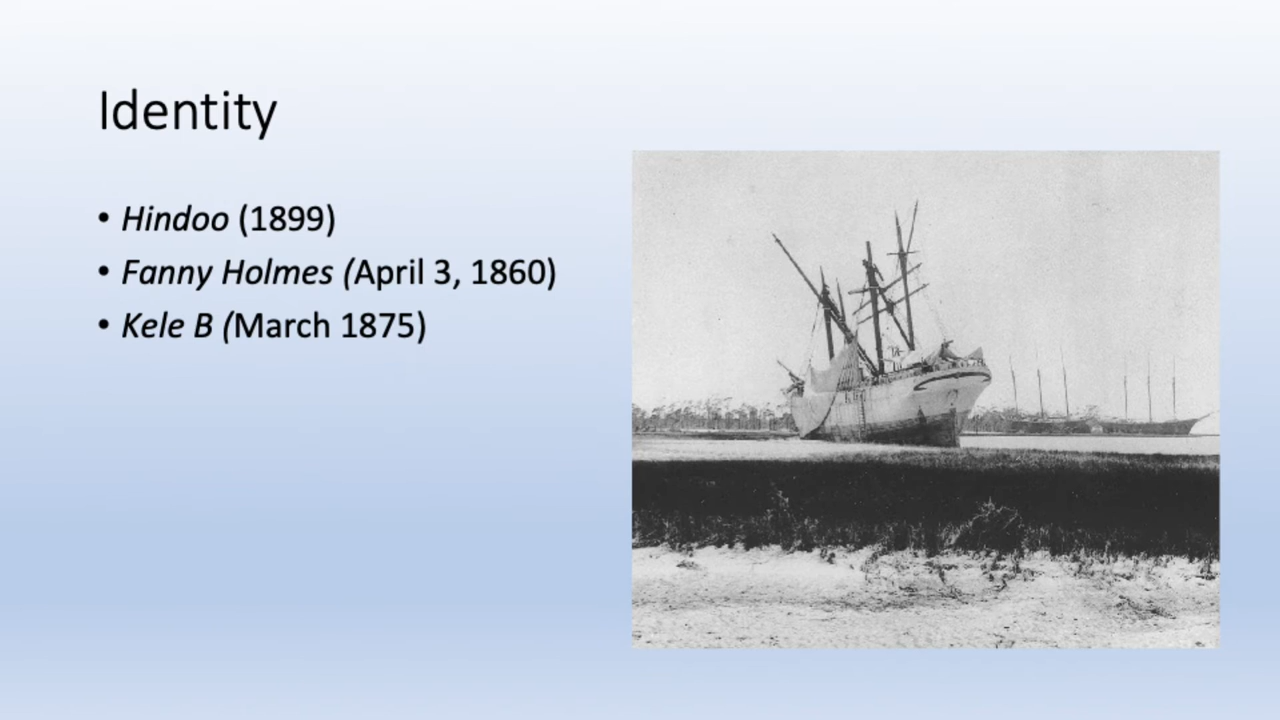 Identity
• Hindoo (1899)
• Fanny Holmes (April 3, 1860)
• Kele B (March 1875)